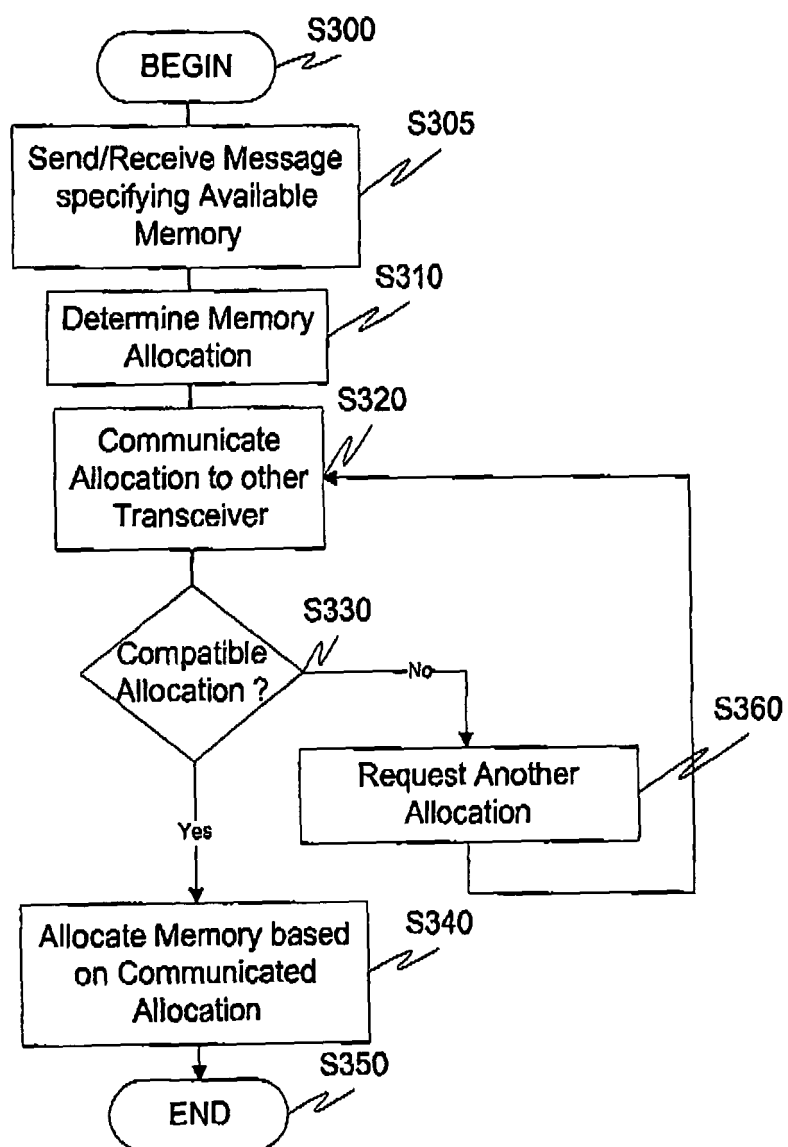 S300
BEGIN
S305
Send/Receive Message
specifying Available
Memory
S310
Determine Memory
Allocation
S320
Communicate
Allocation to other
Transceiver
S330
Compatible
Allocation ?
No
S360
Request Another
Allocation
Yes
S340
Allocate Memory based
on Communicated
Allocation
S350
END